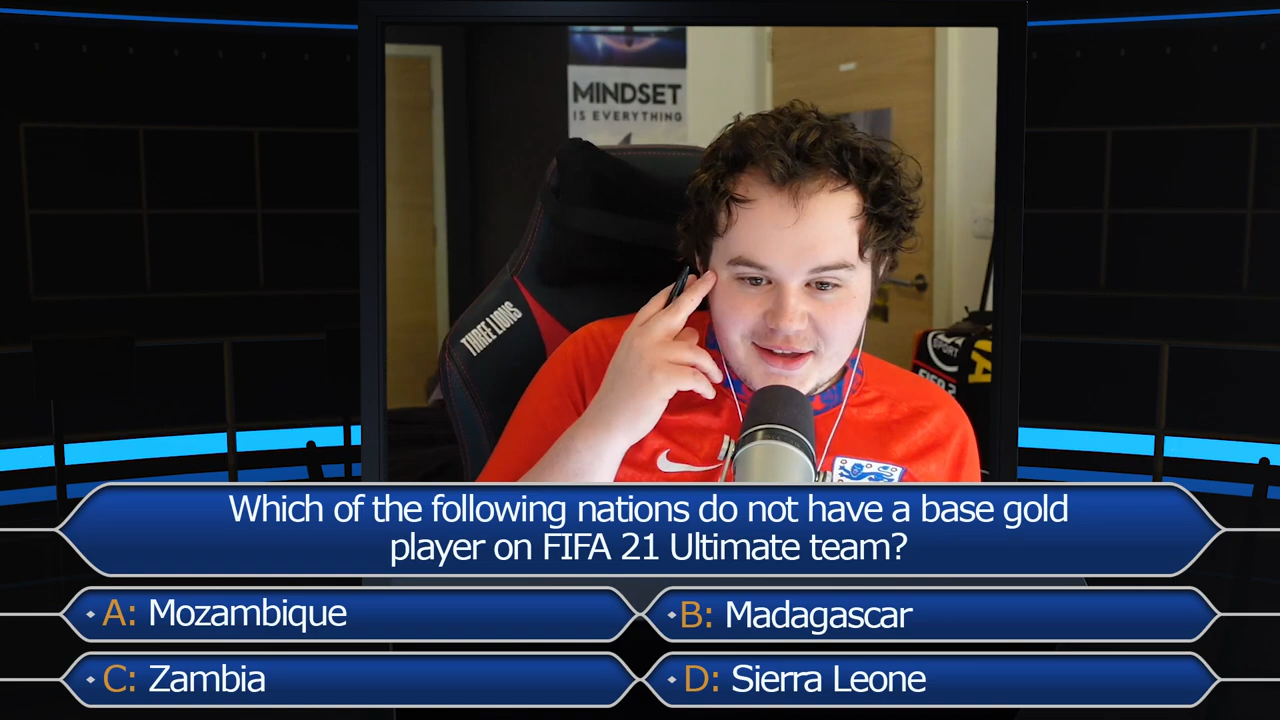 MINDSET
IS EVERYTHING
THREE LIONS
SPORT
Which of the following nations do not have a base gold
player on FIFA 21 Ultimate team?
A: Mozambique
B: Madagascar
C: Zambia
D: Sierra Leone